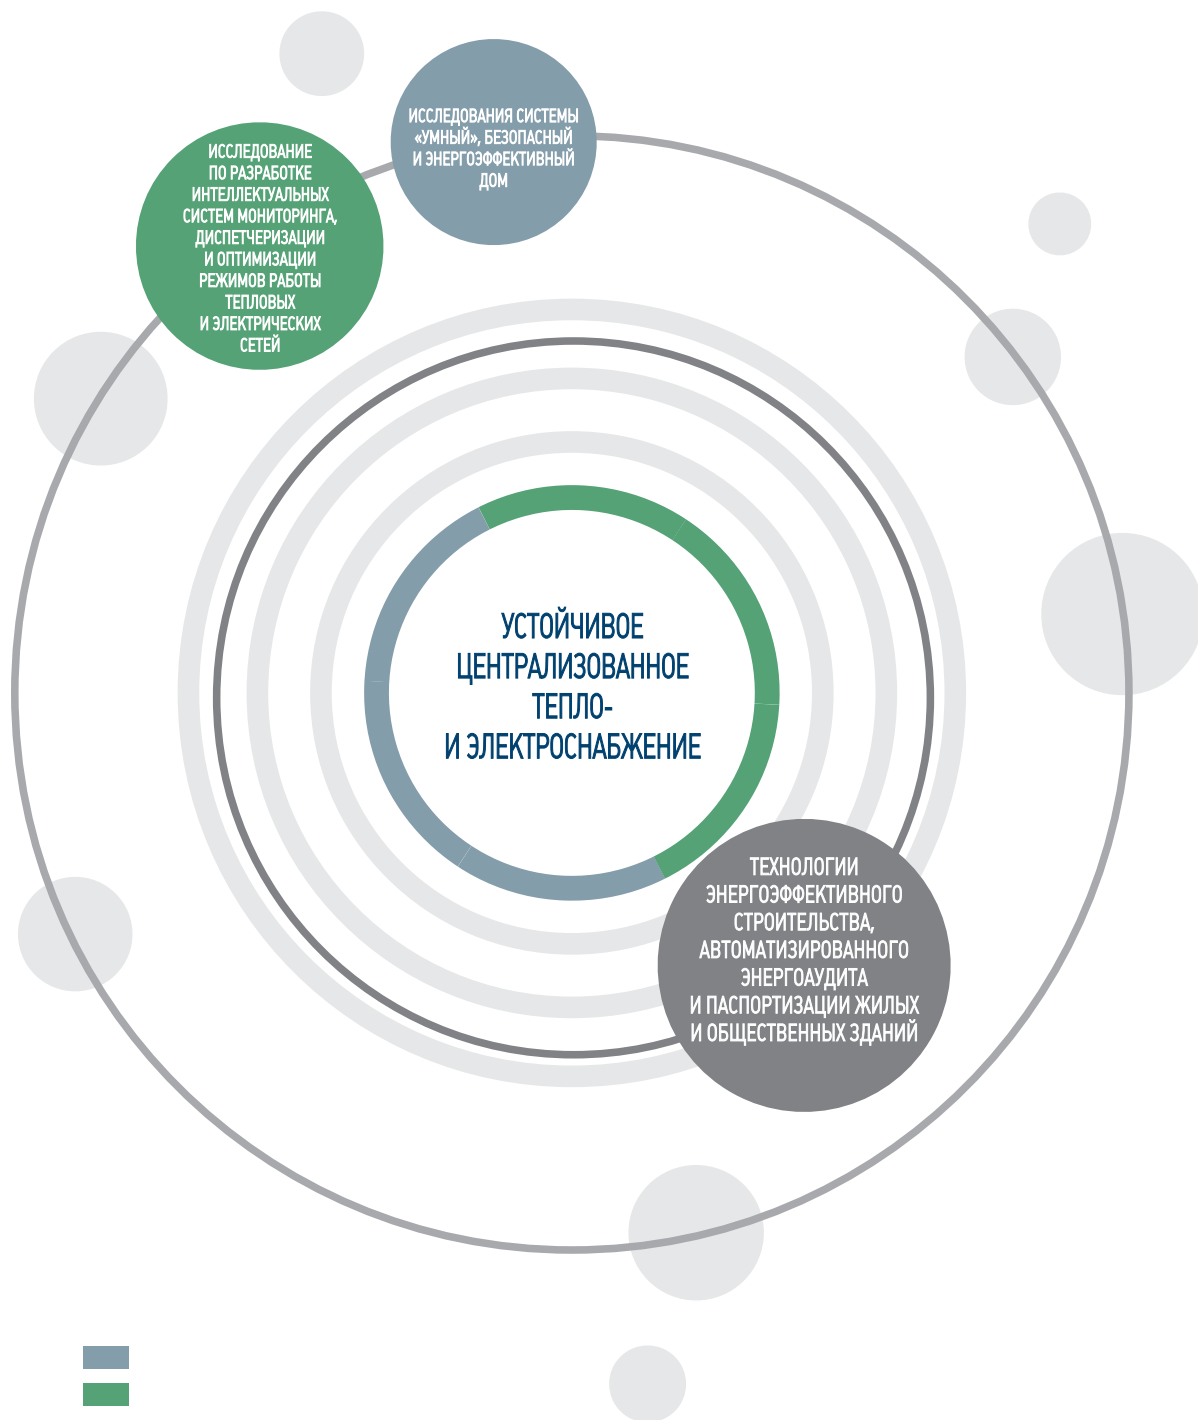 ИССЛЕДОВАНИЯ СИСТЕМЫ
«УМНЫЙ», БЕЗОПАСНЫЙ
И ЭНЕРГОЭФФЕКТИВНЫЙ
ДОМ
ИССЛЕДОВАНИЕ
ПО РАЗРАБОТКЕ
ИНТЕЛЛЕКТУАЛЬНЫХ
СИСТЕМ МОНИТОРИНГА,
ДИСПЕТЧЕРИЗАЦИИ
И ОПТИМИЗАЦИИ
РЕЖИМОВ РАБОТЫ
ТЕПЛОВЫХ
И ЭЛЕКТРИЧЕСКИХ
СЕТЕЙ
УСТОЙЧИВОЕ
ЦЕНТРАЛИЗОВАННОЕ
ТЕПЛО-
И ЭЛЕКТРОСНАБЖЕНИЕ
ТЕХНОЛОГИИ
ЭНЕРГОЭФФЕКТИВНОГО
СТРОИТЕЛЬСТВА,
АВТОМАТИЗИРОВАННОГО
ЭНЕРГОАУДИТА
И ПАСПОРТИЗАЦИИ ЖИЛЫХ
И ОБЩЕСТВЕННЫХ ЗДАНИЙ